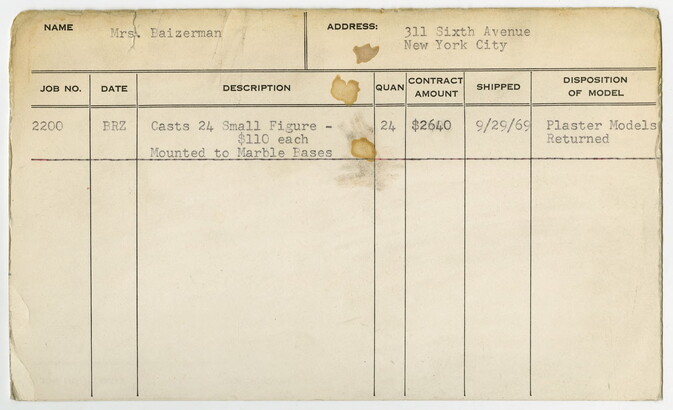 NAME Mrs. Baizerman ADDRESS: 311 Sixth Avenue
New York City
JOB NO. DATE DESCRIPTION QUAN CONTRACT AMOUNT SHIPPED DISPOSITION OF MODEL
2200 BRZ Casts 24 Small Figure - 24 $2640 9/29/69 Plaster Models
$110 each Returned
Mounted to Marble Bases